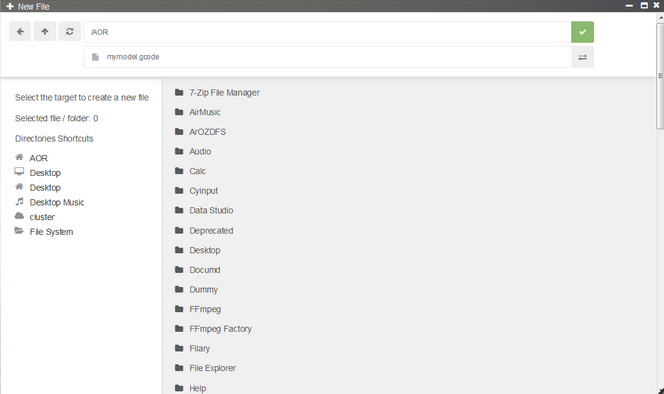 New File
/AOR
mymodel.gcode
Select the target to create a new file
Selected file / folder: 0
Directories Shortcuts
AOR
Desktop
Desktop
Desktop Music
cluster
File System
7-Zip File Manager
AirMusic
ArOZDFS
Audio
Calc
Cyinput
Data Studio
Deprecated
Desktop
Documd
Dummy
FFmpeg
FFmpeg Factory
Filary
File Explorer
Help